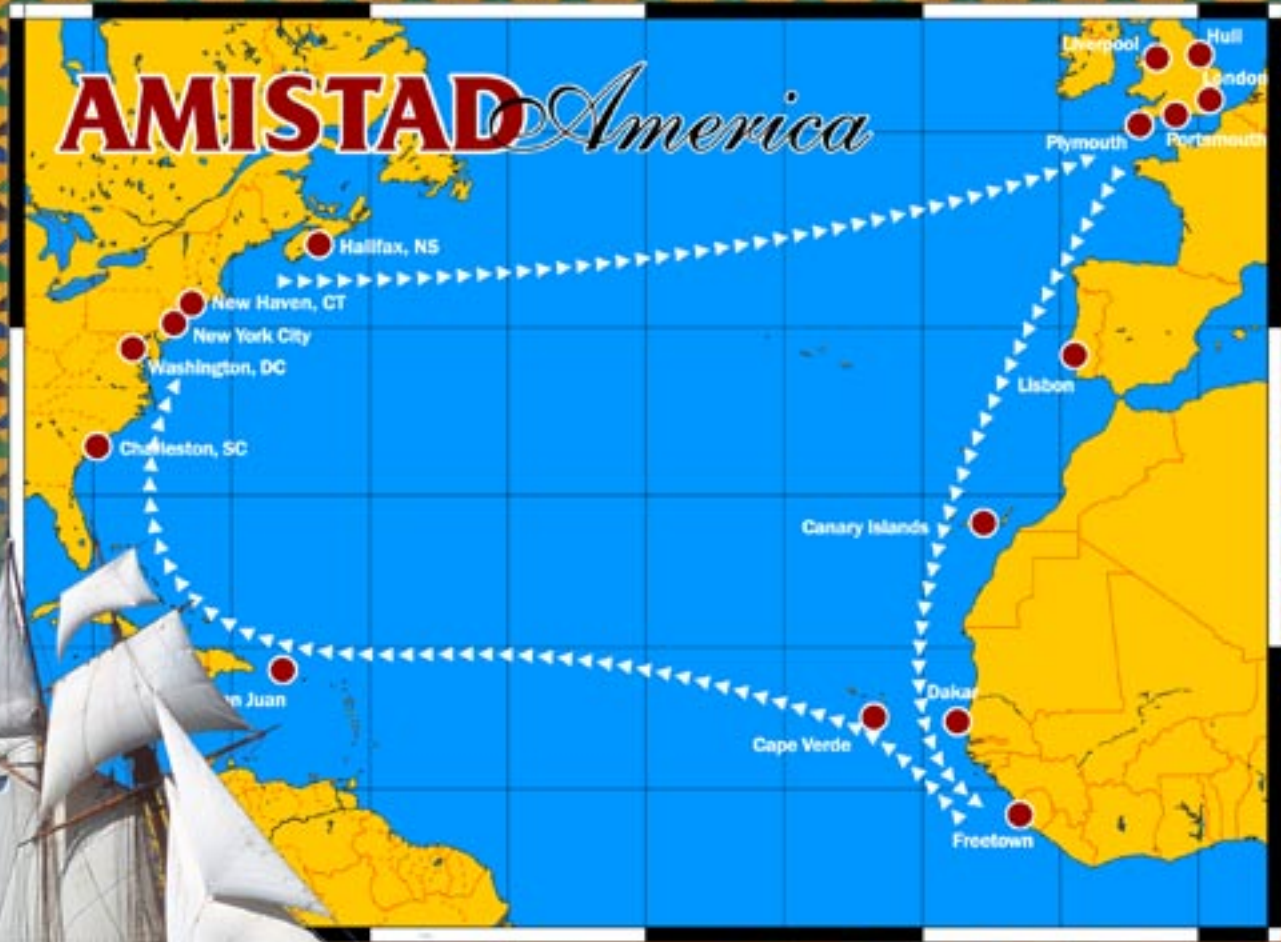 AMISTAD America
Liverpool
Hull
London
Plymouth
Portsmouth
Halifax, NS
New Haven, CT
New York City
Washington, DC
Lisbon
Charleston, SC
Canary Islands
n Juan
Dakar
Cape Verde
Freetown